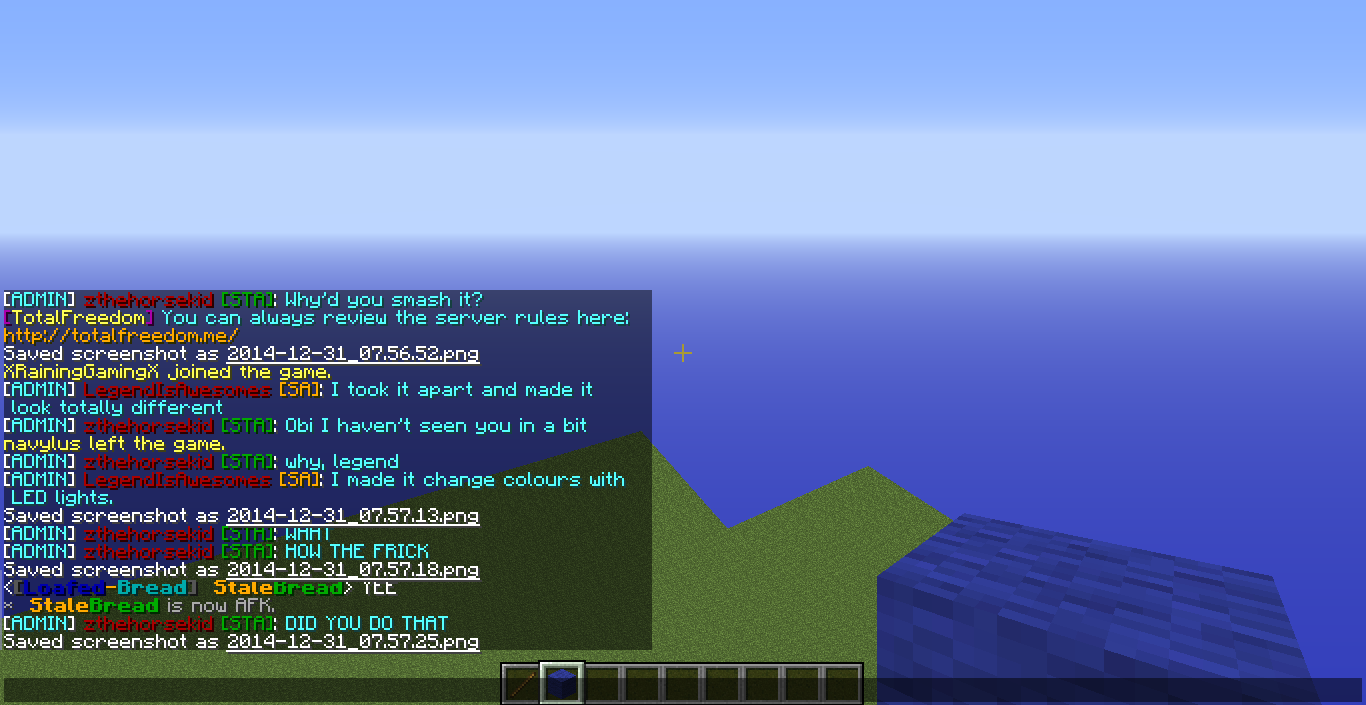 [ADMIN] zthehorsekid [STA]: Why'd you smash it?
[TotalFreedom] You can always review the server rules here:
http://totalfreedom.me/
Saved screenshot as 2014-12-31_07.56.52.png
XRainingGamingX joined the game.
[ADMIN] LegendIsAwesomes [SA]: I took it apart and made it
look totally different
[ADMIN] zthehorsekid [STA]: Obi I haven't seen you in a bit
navylus left the game.
[ADMIN] zthehorsekid [STA]: why, legend
[ADMIN] LegendIsAwesomes [SA]: I made it change colours with
LED lights.
Saved screenshot as 2014-12-31_07.57.13.png
[ADMIN] zthehorsekid [STA]: WHAT
[ADMIN] zthehorsekid [STA]: HOW THE FRICK
Saved screenshot as 2014-12-31_07.57.18.png
<[Loafed-Bread] StaleBread> YEE
* StaleBread is now AFK.
[ADMIN] zthehorsekid [STA]: DID YOU DO THAT
Saved screenshot as 2014-12-31_07.57.25.png